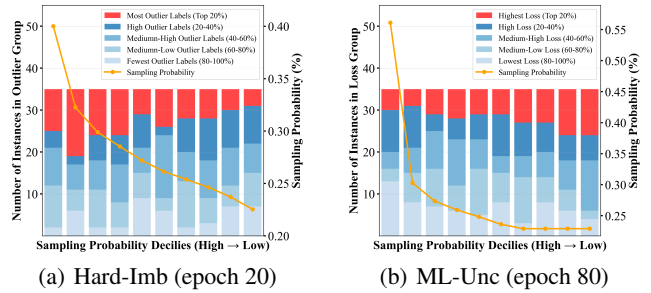 Number of Instances in Outlier Group
50
40
30
20
10
Most Outlier Labels (Top 20%)
High Outlier Labels (20-40%)
Mediumn-High Outlier Labels (40-60%)
Mediumn-Low Outlier Labels (60-80%)
Fewest Outlier Labels (80-100%)
Sampling Probability
0.40
0.35
0.30
0.25
0.20
Sampling Probability (%)
Sampling Probability Decilies (High → Low)
(a) Hard-Imb (epoch 20)
Number of Instances in Loss Group
50
40
30
20
10
Highest Loss (Top 20%)
High Loss (20-40%)
Medium-High Loss (40-60%)
Medium-Low Loss (60-80%)
Lowest Loss (80-100%)
Sampling Probability
0.55
0.50
0.45
0.40
0.35
0.30
0.25
Sampling Probability (%)
Sampling Probability Decilies (High → Low)
(b) ML-Unc (epoch 80)